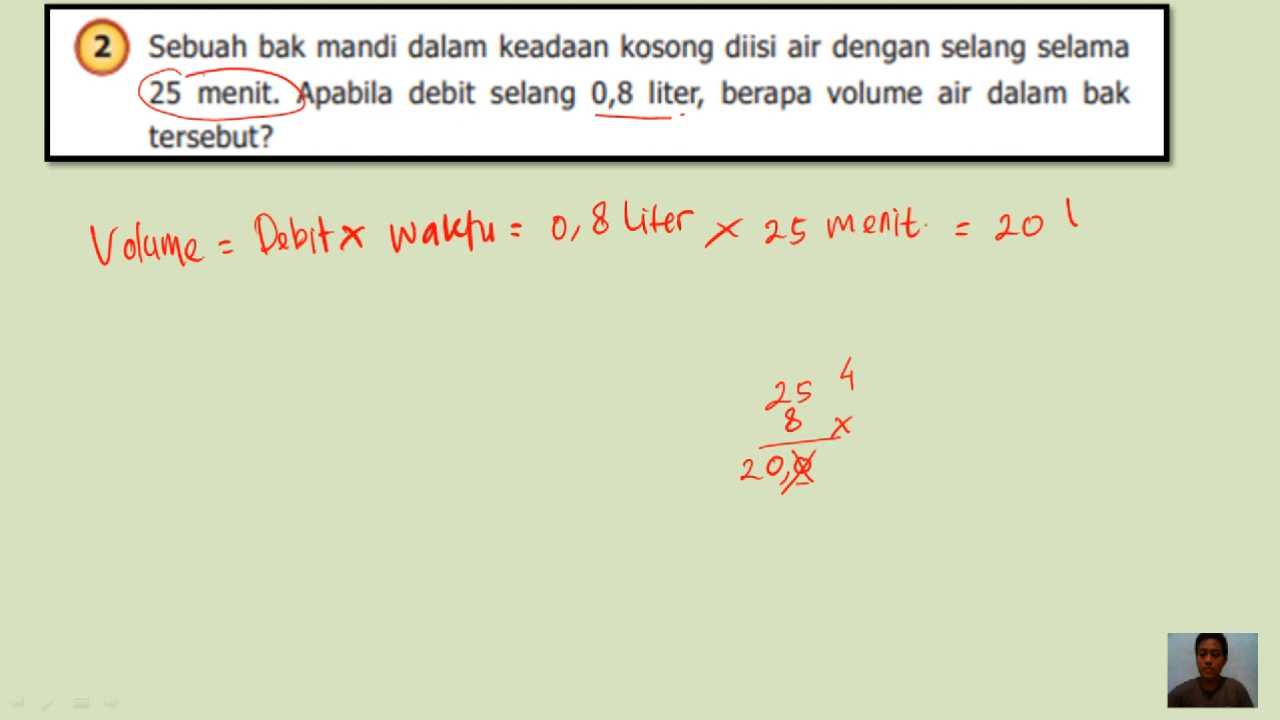 2 Sebuah bak mandi dalam keadaan kosong diisi air dengan selang selama
25 menit. Apabila debit selang 0,8 liter, berapa volume air dalam bak
tersebut?
Volume = Debit x waktu = 0,8 Liter x 25 menit. = 20 l
4
25
8 x
20,0